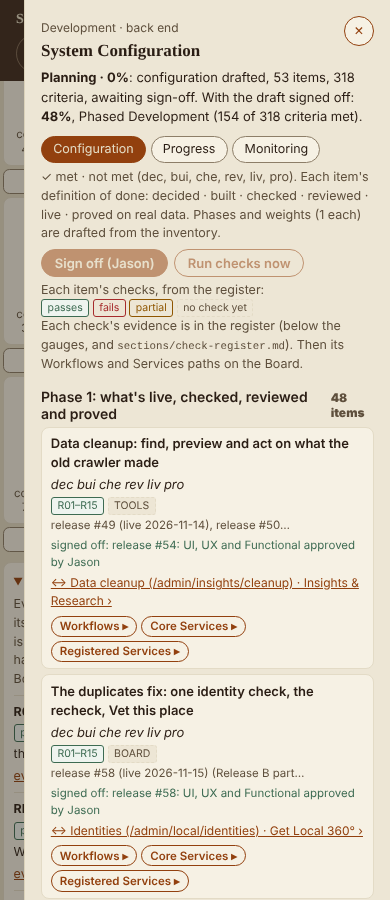 Development · back end
System Configuration
×
Planning · 0%: configuration drafted, 53 items, 318
criteria, awaiting sign-off. With the draft signed off:
48%, Phased Development (154 of 318 criteria met).
Configuration Progress Monitoring
✓ met · not met (dec, bui, che, rev, liv, pro). Each item's
definition of done: decided · built · checked · reviewed ·
live · proved on real data. Phases and weights (1 each)
are drafted from the inventory.
Sign off (Jason) Run checks now
Each item's checks, from the register:
passes fails partial no check yet
Each check's evidence is in the register (below the
gauges, and sections/check-register.md). Then its
Workflows and Services paths on the Board.
Phase 1: what's live, checked, reviewed
and proved
48
items
Data cleanup: find, preview and act on what the
old crawler made
dec bui che rev liv pro
R01–R15 TOOLS
release #49 (live 2026-11-14), release #50...
signed off: release #54: UI, UX and Functional approved
by Jason
↔ Data cleanup (/admin/insights/cleanup) · Insights &
Research ›
Workflows ▸ Core Services ▸
Registered Services ▸
The duplicates fix: one identity check, the
recheck, Vet this place
dec bui che rev liv pro
R01–R15 BOARD
release #58 (live 2026-11-15) (Release B part...
signed off: release #58: UI, UX and Functional approved
by Jason
↔ Identities (/admin/local/identities) · Get Local 360° ›
Workflows ▸ Core Services ▸
Registered Services ▸